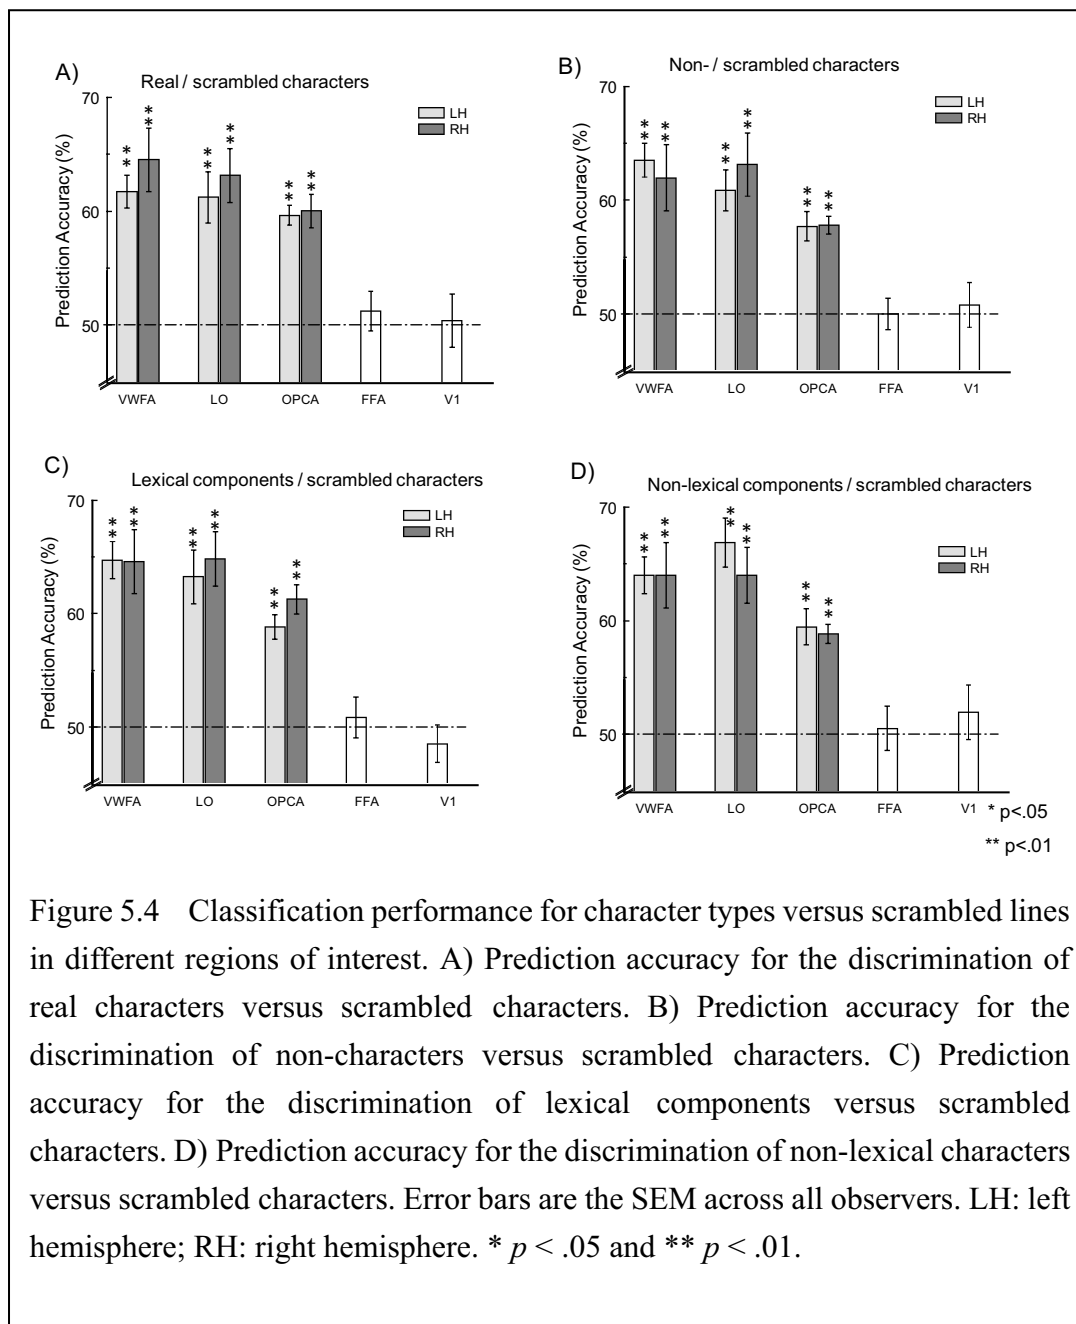 A)
Real / scrambled characters
70
60
50
Prediction Accuracy (%)
LH
RH
** ** ** ** ** **
VWFA LO OPCA FFA V1
B)
Non- / scrambled characters
70
60
50
Prediction Accuracy (%)
LH
RH
** ** ** ** ** **
VWFA LO OPCA FFA V1
C)
Lexical components / scrambled characters
70
60
50
Prediction Accuracy (%)
LH
RH
** ** ** ** ** **
VWFA LO OPCA FFA V1
D)
Non-lexical components / scrambled characters
70
60
50
Prediction Accuracy (%)
LH
RH
** ** ** ** ** **
VWFA LO OPCA FFA V1
* p<.05
** p<.01
Figure 5.4 Classification performance for character types versus scrambled lines
in different regions of interest. A) Prediction accuracy for the discrimination of
real characters versus scrambled characters. B) Prediction accuracy for the
discrimination of non-characters versus scrambled characters. C) Prediction
accuracy for the discrimination of lexical components versus scrambled
characters. D) Prediction accuracy for the discrimination of non-lexical characters
versus scrambled characters. Error bars are the SEM across all observers. LH: left
hemisphere; RH: right hemisphere. * p < .05 and ** p < .01.